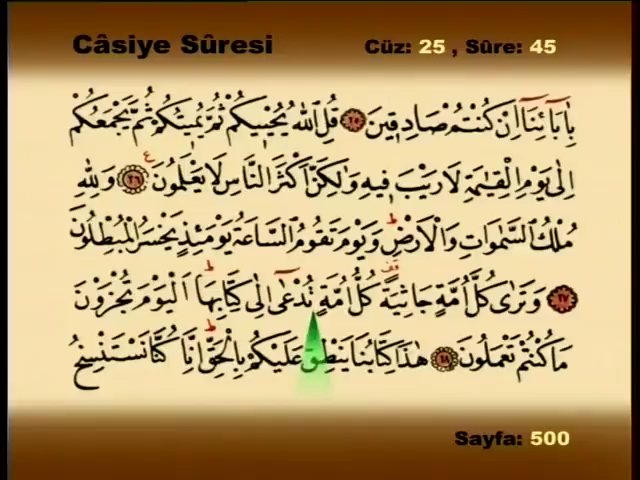 Câsiye Sûresi
Cüz: 25 , Sûre: 45
بِاٰبَٓائِنَٓا اِنْ كُنْتُمْ صَادِقٖينَ ﴿٢٥﴾ قُلِ اللّٰهُ يُحْيٖيكُمْ ثُمَّ يُمٖيتُكُمْ ثُمَّ يَجْمَعُكُمْ
اِلٰى يَوْمِ الْقِيٰمَةِ لَا رَيْبَ فٖيهِ وَلٰكِنَّ اَكْثَرَ النَّاسِ لَا يَعْلَمُونَ ﴿٢٦﴾ وَلِلّٰهِ
مُلْكُ السَّمٰوَاتِ وَالْاَرْضِ وَيَوْمَ تَقُومُ السَّاعَةُ يَوْمَئِذٍ يَخْسَرُ الْمُبْطِلُونَ
﴿٢٧﴾ وَتَرٰى كُلَّ اُمَّةٍ جَاثِيَةً كُلُّ اُمَّةٍ تُدْعٰٓى اِلٰى كِتَابِهَا اَلْيَوْمَ تُجْزَوْنَ
مَا كُنْتُمْ تَعْمَلُونَ ﴿٢٨﴾ هٰذَا كِتَابُنَا يَنْطِقُ عَلَيْكُمْ بِالْحَقِّ اِنَّا كُنَّا نَسْتَنْسِخُ
Sayfa: 500